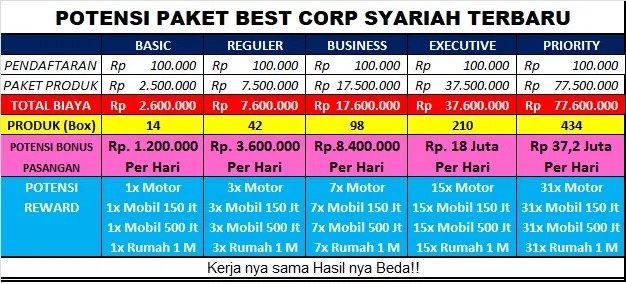 POTENSI PAKET BEST CORP SYARIAH TERBARU
BASIC REGULER BUSINESS EXECUTIVE PRIORITY
PENDAFTARAN Rp 100.000 Rp 100.000 Rp 100.000 Rp 100.000 Rp 100.000
PAKET PRODUK Rp 2.500.000 Rp 7.500.000 Rp 17.500.000 Rp 37.500.000 Rp 77.500.000
TOTAL BIAYA Rp 2.600.000 Rp 7.600.000 Rp 17.600.000 Rp 37.600.000 Rp 77.600.000
PRODUK (Box) 14 42 98 210 434
POTENSI BONUS Rp. 1.200.000 Rp. 3.600.000 Rp.8.400.000 Rp. 18 Juta Rp 37,2 Juta
PASANGAN Per Hari Per Hari Per Hari Per Hari Per Hari
POTENSI 1x Motor 3x Motor 7x Motor 15x Motor 31x Motor
REWARD 1x Mobil 150 Jt 3x Mobil 150 Jt 7x Mobil 150 Jt 15x Mobil 150 Jt 31x Mobil 150 Jt
1x Mobil 500 Jt 3x Mobil 500 Jt 7x Mobil 500 Jt 15x Mobil 500 Jt 31x Mobil 500 Jt
1x Rumah 1 M 3x Rumah 1 M 7x Rumah 1 M 15x Rumah 1 M 31x Rumah 1 M
Kerja nya sama Hasil nya Beda!!